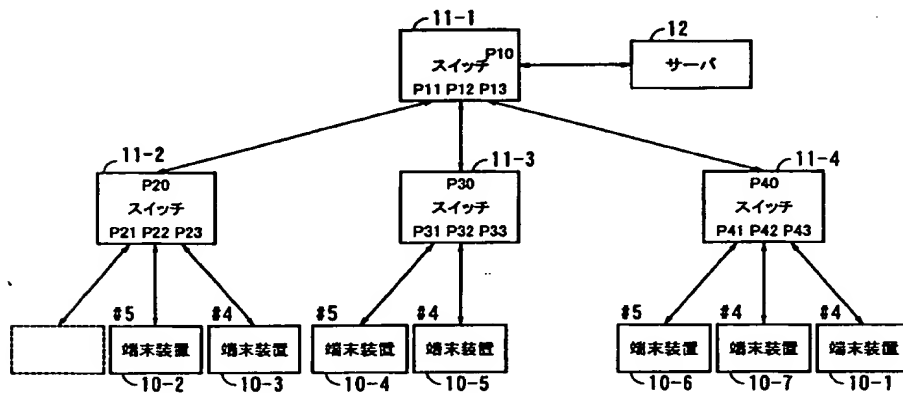 11-1
12
P10
スイッチ
サーバ
P11 P12 P13
11-2
11-3
11-4
P20
スイッチ
P21 P22 P23
P30
スイッチ
P31 P32 P33
P40
スイッチ
P41 P42 P43
#5
#4
#5
#4
#5
#4
#4
端末装置
端末装置
端末装置
端末装置
端末装置
端末装置
端末装置
10-2
10-3
10-4
10-5
10-6
10-7
10-1